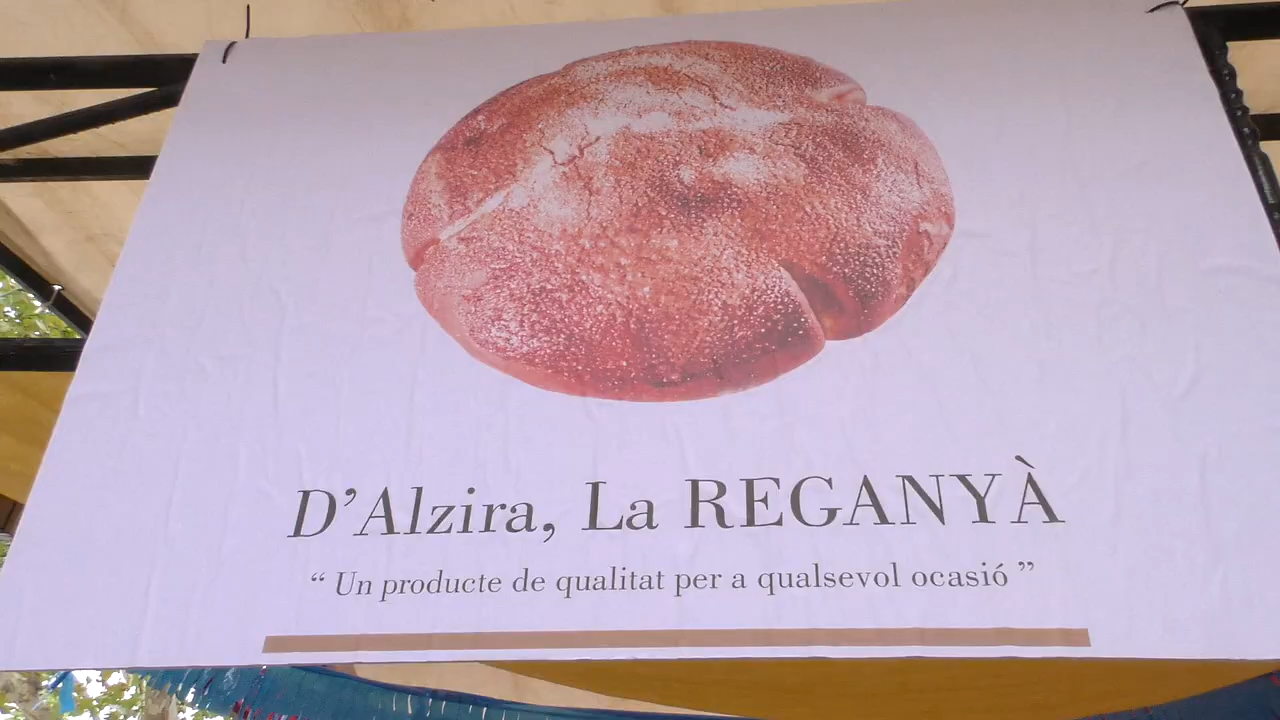 D’Alzira, La REGANYÀ
“ Un producte de qualitat per a qualsevol ocasió ”